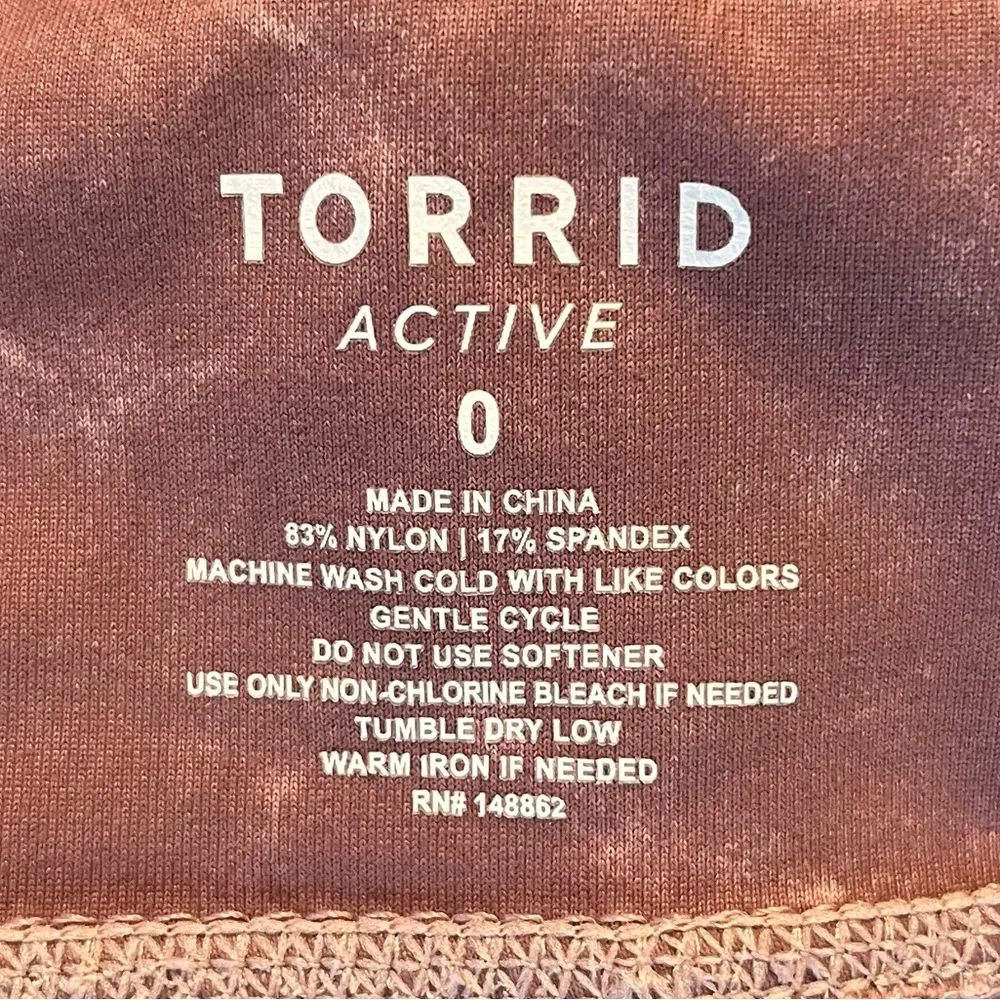 TORRID
ACTIVE
0
MADE IN CHINA
83% NYLON | 17% SPANDEX
MACHINE WASH COLD WITH LIKE COLORS
GENTLE CYCLE
DO NOT USE SOFTENER
USE ONLY NON-CHLORINE BLEACH IF NEEDED
TUMBLE DRY LOW
WARM IRON IF NEEDED
RN# 148862